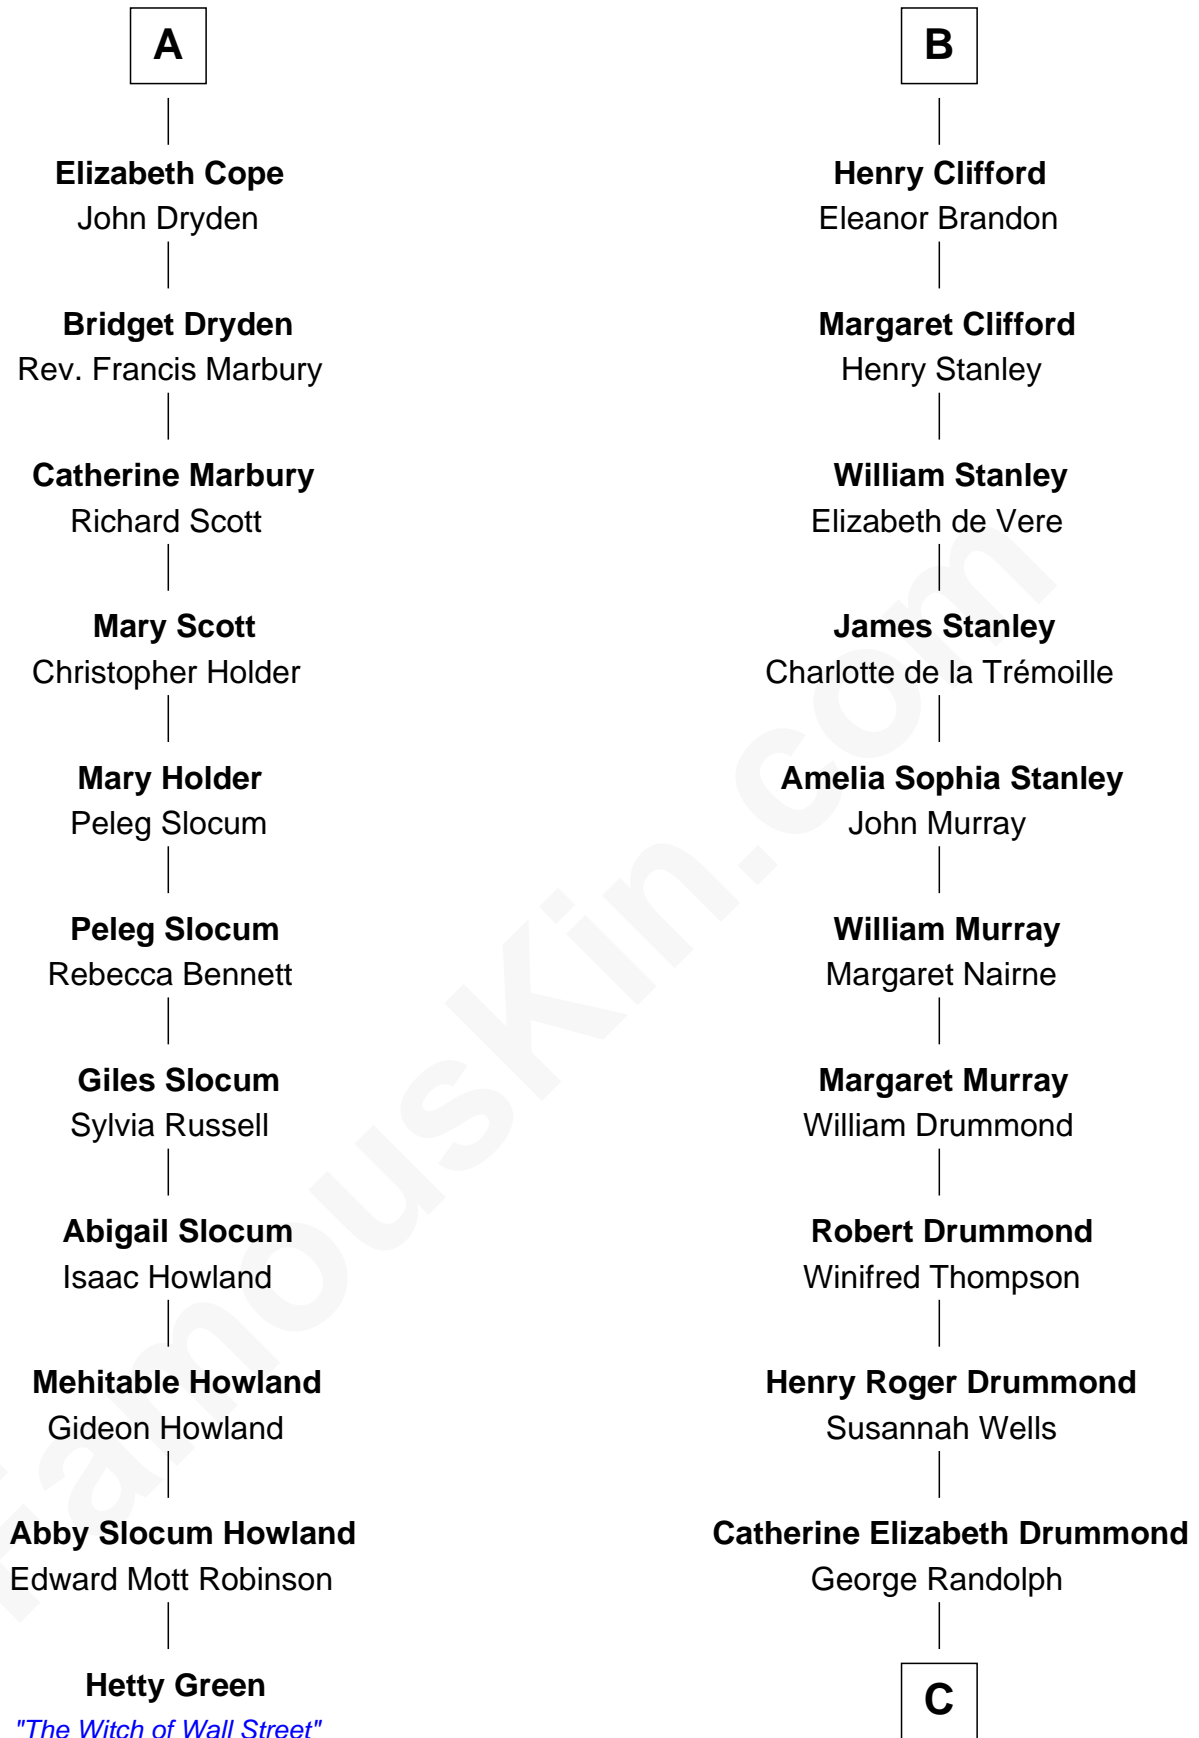 A
Elizabeth Cope
John Dryden
Bridget Dryden
Rev. Francis Marbury
Catherine Marbury
Richard Scott
Mary Scott
Christopher Holder
Mary Holder
Peleg Slocum
Peleg Slocum
Rebecca Bennett
Giles Slocum
Sylvia Russell
Abigail Slocum
Isaac Howland
Mehitable Howland
Gideon Howland
Abby Slocum Howland
Edward Mott Robinson
Hetty Green
"The Witch of Wall Street"
B
Henry Clifford
Eleanor Brandon
Margaret Clifford
Henry Stanley
William Stanley
Elizabeth de Vere
James Stanley
Charlotte de la Trémoille
Amelia Sophia Stanley
John Murray
William Murray
Margaret Nairne
Margaret Murray
William Drummond
Robert Drummond
Winifred Thompson
Henry Roger Drummond
Susannah Wells
Catherine Elizabeth Drummond
George Randolph
C
FamousKin.com